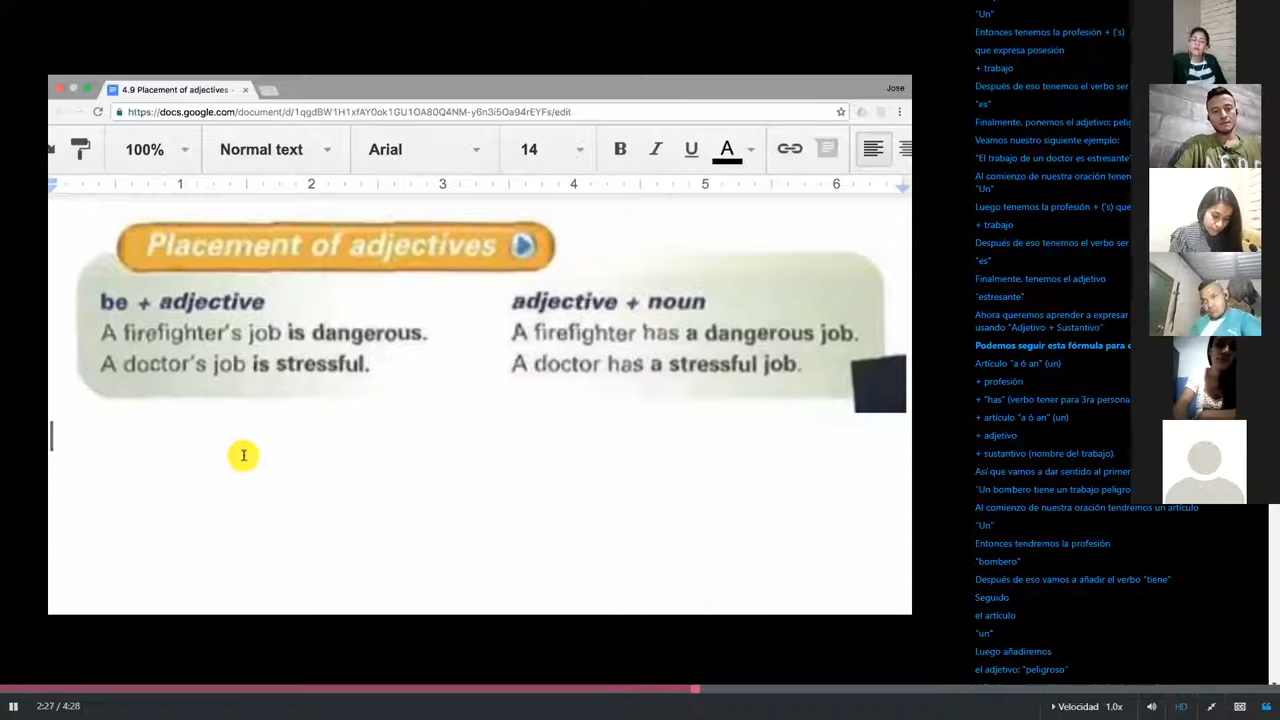 4.9 Placement of adjectives -
Jose
https://docs.google.com/document/d/1qgdBW1H1xfAY0ok1GU1OA80Q4NM-y6n3i5Oa94rEYFs/edit
100% Normal te Arial 14 B I U A
1 2 3 4 5 6
Placement of adjectives
be + adjective
A firefighter's job is dangerous.
A doctor's job is stressful.
adjective + noun
A firefighter has a dangerous job.
A doctor has a stressful job.
"Un"
Entonces tenemos la profesión + ('s)
que expresa posesión
+ trabajo
Después de eso tenemos el verbo ser
"es"
Finalmente, ponemos el adjetivo: pelig
Veamos nuestro siguiente ejemplo:
"El trabajo de un doctor es estresante"
Al comienzo de nuestra oración tenem
"Un"
Luego tenemos la profesión + ('s) que
+ trabajo
Después de eso tenemos el verbo ser
"es"
Finalmente, tenemos el adjetivo
"estresante"
Ahora queremos aprender a expresar
usando "Adjetivo + Sustantivo"
Podemos seguir esta fórmula para e
Artículo "a ó an" (un)
+ profesión
+ "has" (verbo tener para 3ra persona
+ artículo "a ó an" (un)
+ adjetivo
+ sustantivo (nombre del trabajo).
Así que vamos a dar sentido al primer
"Un bombero tiene un trabajo peligro
Al comienzo de nuestra oración tendremos un artículo
"Un"
Entonces tendremos la profesión
"bombero"
Después de eso vamos a añadir el verbo "tiene"
Seguido
el artículo
"un"
Luego añadiremos
el adjetivo: "peligroso"
2:27 / 4:28
Velocidad 1.0x HD